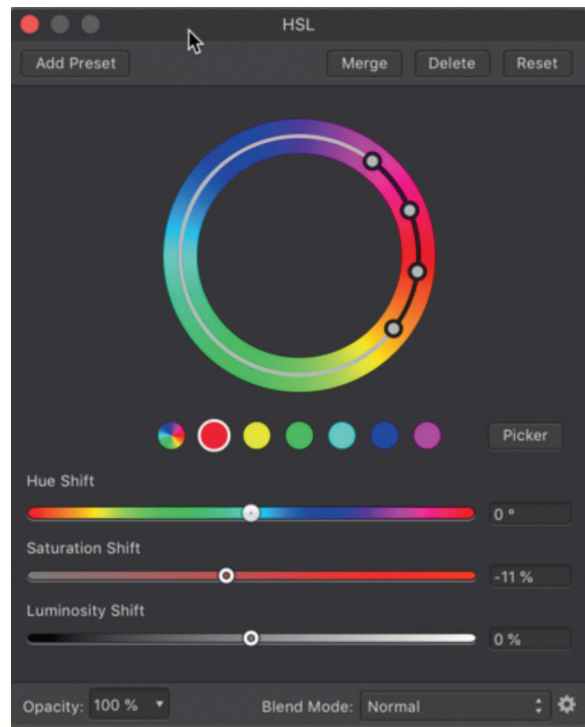 HSL
Add Preset Merge Delete Reset
Picker
Hue Shift
0 °
Saturation Shift
-11 %
Luminosity Shift
0 %
Opacity: 100 % Blend Mode: Normal